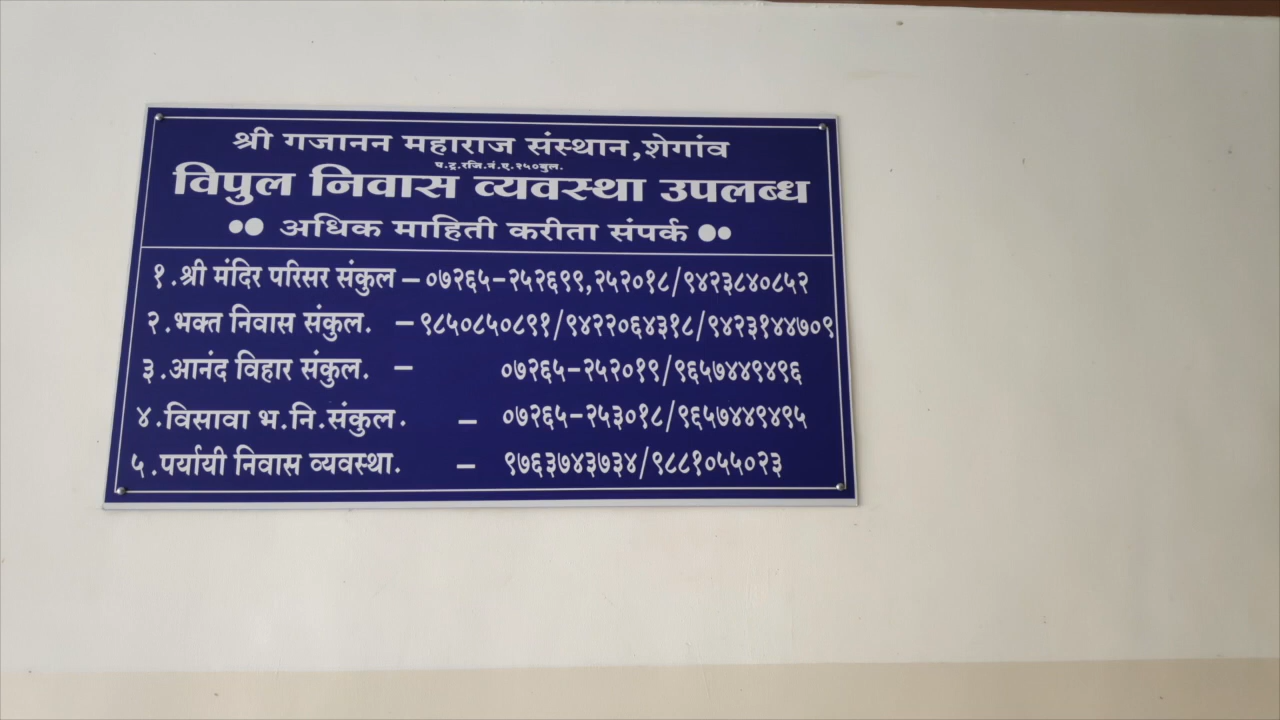 श्री गजानन महाराज संस्थान,शेगांव
प.ट्र.रजि.नं.ए.२५०बुल.
विपुल निवास व्यवस्था उपलब्ध
अधिक माहिती करीता संपर्क
१.श्री मंदिर परिसर संकुल – ०७२६५-२५२६९९,२५२०१८/९४२३८४०८५२
२.भक्त निवास संकुल. – ९८५०८५०८९१/९४२२०६४३१८/९४२३१४४७०९
३.आनंद विहार संकुल. – ०७२६५-२५२०१९/९६५७४४९४९६
४.विसावा भ.नि.संकुल. – ०७२६५-२५३०१८/९६५७४४९४९५
५.पर्यायी निवास व्यवस्था. – ९७६३७४३७३४/९८८१०५५०२३